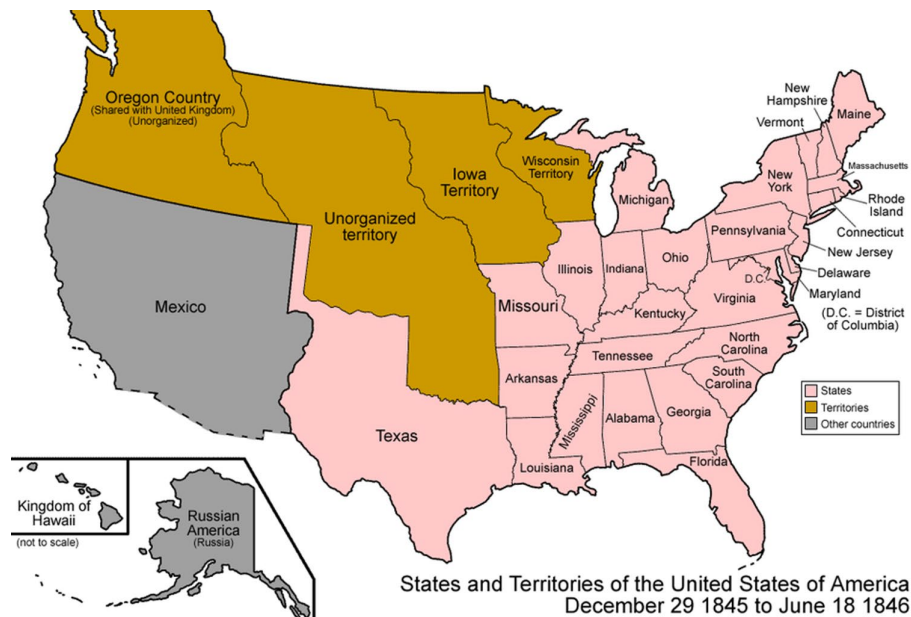 Oregon Country
(Shared with United Kingdom)
(Unorganized)
Unorganized
territory
Iowa
Territory
Wisconsin
Territory
Mexico
Texas
Missouri
Arkansas
Louisiana
Illinois
Indiana
Michigan
Ohio
Kentucky
Tennessee
Mississippi
Alabama
Georgia
Florida
South
Carolina
North
Carolina
Virginia
D.C.
Pennsylvania
New
York
Vermont
New
Hampshire
Maine
Massachusetts
Rhode
Island
Connecticut
New Jersey
Delaware
Maryland
(D.C. = District
of Columbia)
States
Territories
Other countries
Kingdom of
Hawaii
(not to scale)
Russian
America
(Russia)
States and Territories of the United States of America
December 29 1845 to June 18 1846